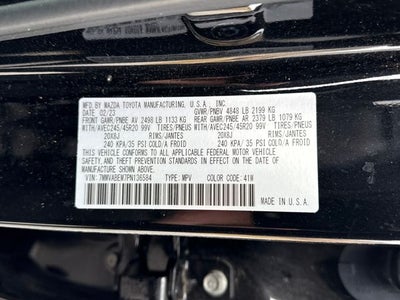 MFD. BY MAZDA TOYOTA MANUFACTURING, U.S.A., INC.
DATE: 02/23 GVWR/PNBV 4848 LB 2199 KG
FRONT GAWR/PNBE AV 2498 LB 1133 KG REAR GAWR/PNBE AR 2379 LB 1079 KG
WITH/AVEC245/45R20 99V TIRES/PNEUS WITH/AVEC245/45R20 99V TIRES/PNEUS
20X8J RIMS/JANTES 20X8J RIMS/JANTES
240 KPA/35 PSI COLD/A FROID 240 KPA/ 35 PSI COLD/A FROID
THIS VEHICLE CONFORMS TO ALL APPLICABLE FEDERAL MOTOR VEHICLE
SAFETY AND THEFT PREVENTION STANDARDS IN EFFECT ON THE DATE OF
MANUFACTURE SHOWN ABOVE.
VIN: 7MMVABEM7PN136584 TYPE: MPV COLOR CODE: 41W
MADE IN U.S.A.